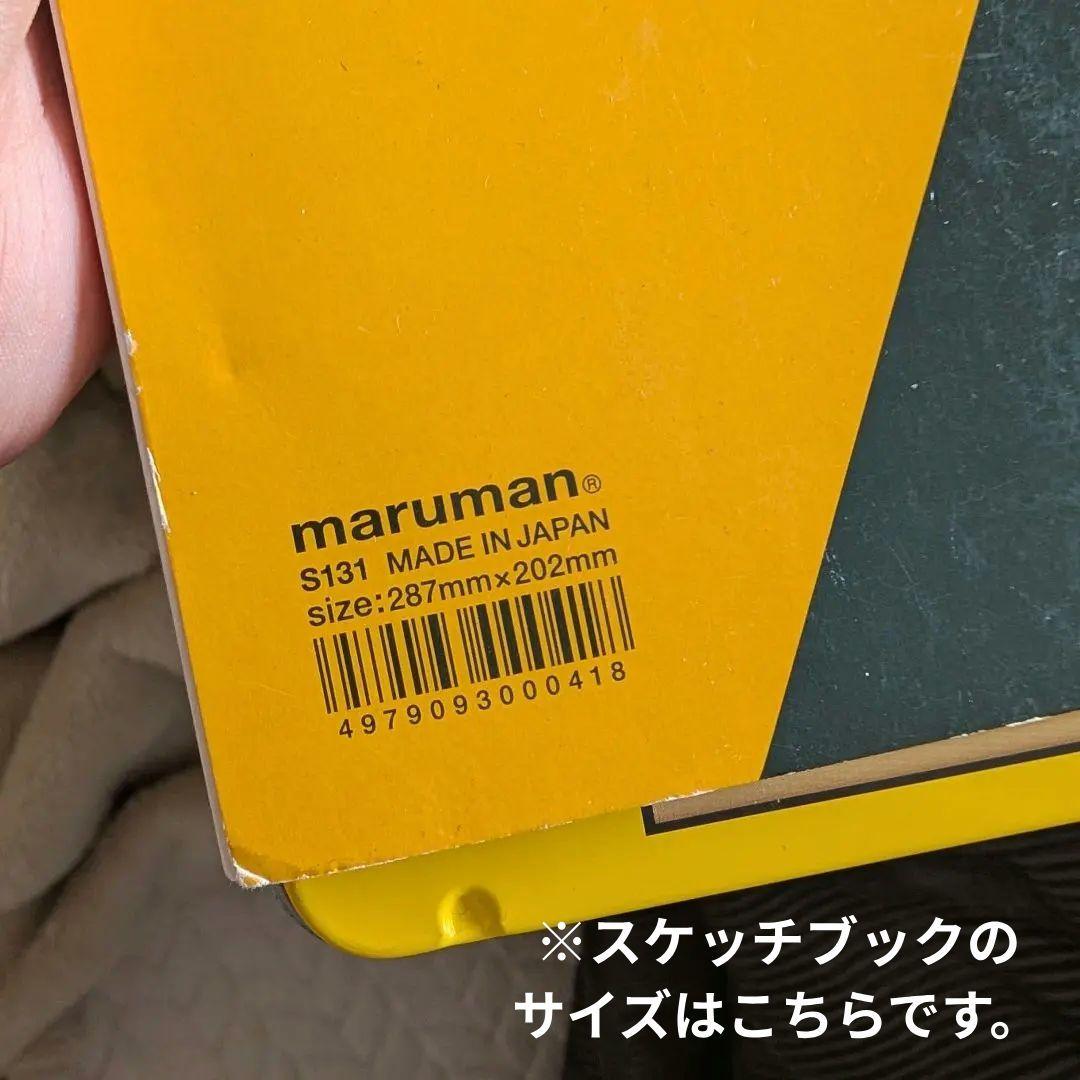 maruman®
S131 MADE IN JAPAN
size:287mm×202mm
4979093000418
※スケッチブックの
サイズはこちらです。